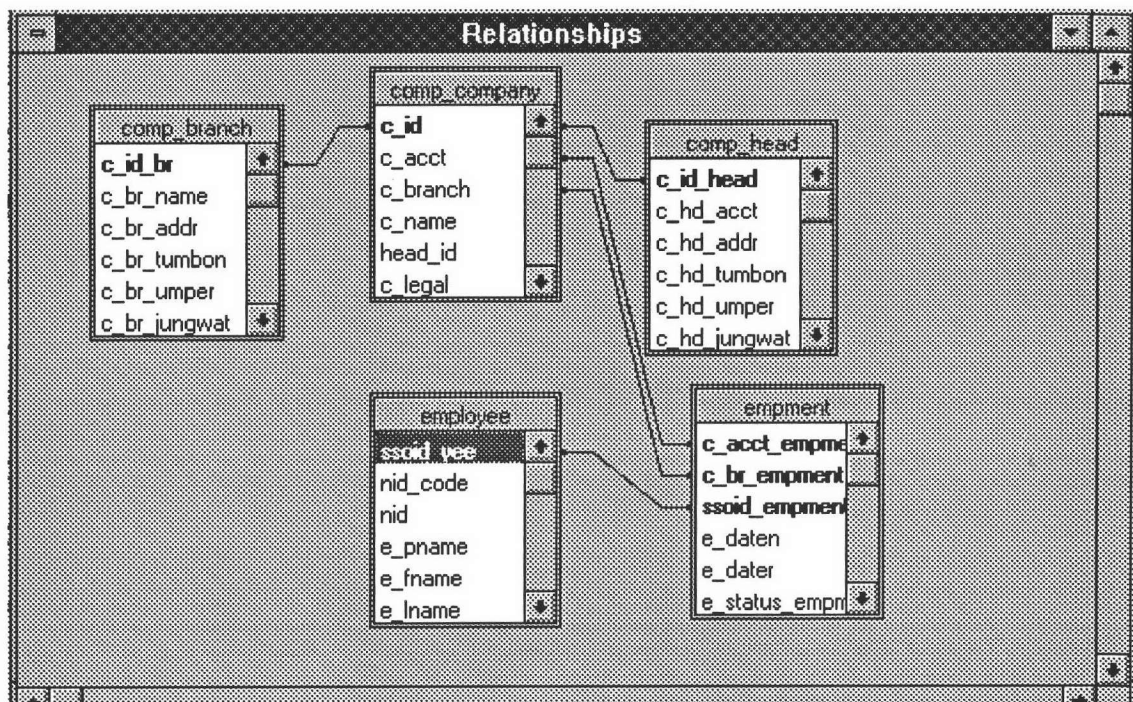 Relationships
comp_branch
c_id_br
c_br_name
c_br_addr
c_br_tumbon
c_br_umper
c_br_jungwat
comp_company
c_id
c_acct
c_branch
c_name
head_id
c_legal
comp_head
c_id_head
c_hd_acct
c_hd_addr
c_hd_tumbon
c_hd_umper
c_hd_jungwat
employee
ssoid_yee
nid_code
nid
e_pname
e_fname
e_lname
empment
c_acct_empme
c_br_empment
ssoid_empment
e_daten
e_dater
e_status_empm